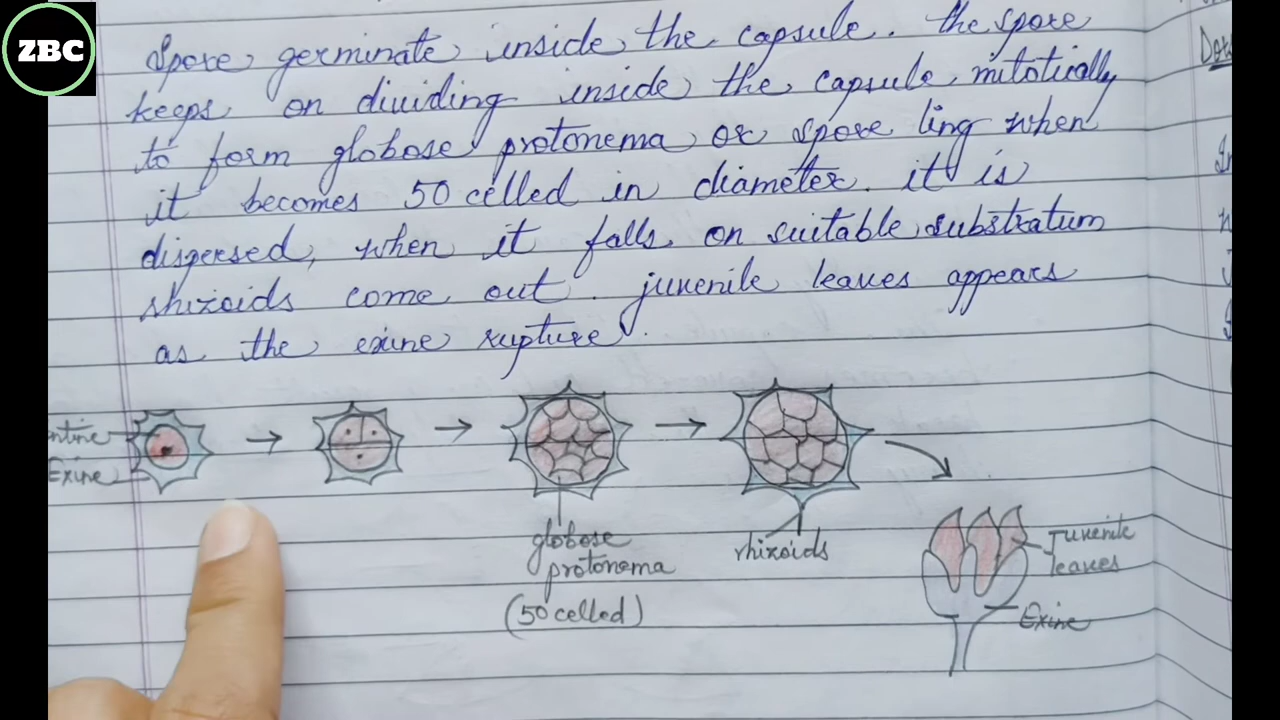 ZBC
Spore germinate inside the capsule. the spore
keeps on dividing inside the capsule mitotically
to form globose protonema or spore ling when
it becomes 50 celled in diameter. it is
dispersed, when it falls on suitable substratum
rhizoids come out. juvenile leaves appears
as the exine rupture.
ntine
Exine
globose
protonema
(50 celled)
rhizoids
Juvenile
leaves
Exine